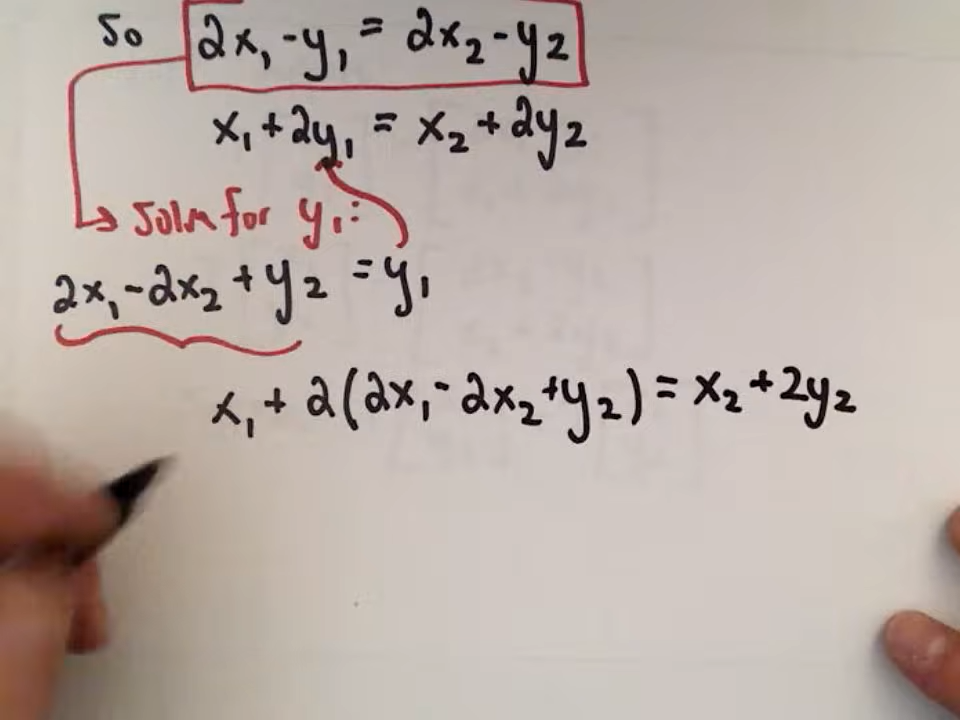 So 2x₁ - y₁ = 2x₂ - y₂
x₁ + 2y₁ = x₂ + 2y₂
Solve for y₁:
2x₁ - 2x₂ + y₂ = y₁
x₁ + 2(2x₁ - 2x₂ + y₂) = x₂ + 2y₂